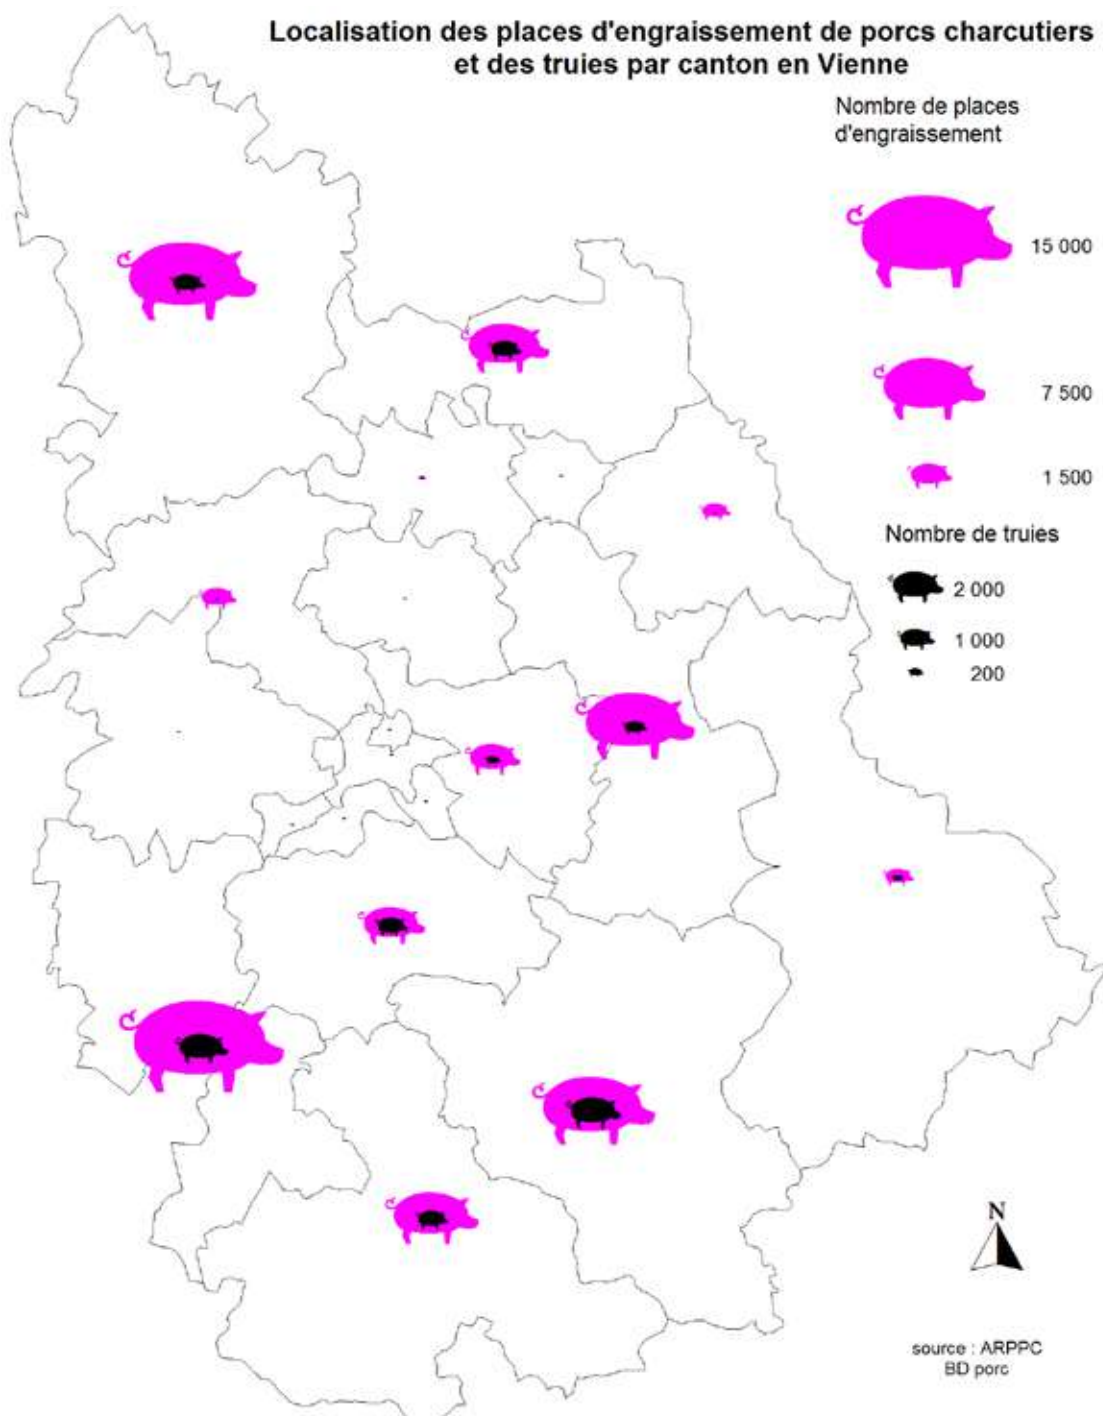 Localisation des places d'engraissement de porcs charcutiers
et des truies par canton en Vienne
Nombre de places
d'engraissement
15 000
7 500
1 500
Nombre de truies
2 000
1 000
200
N
source : ARPPC
BD porc